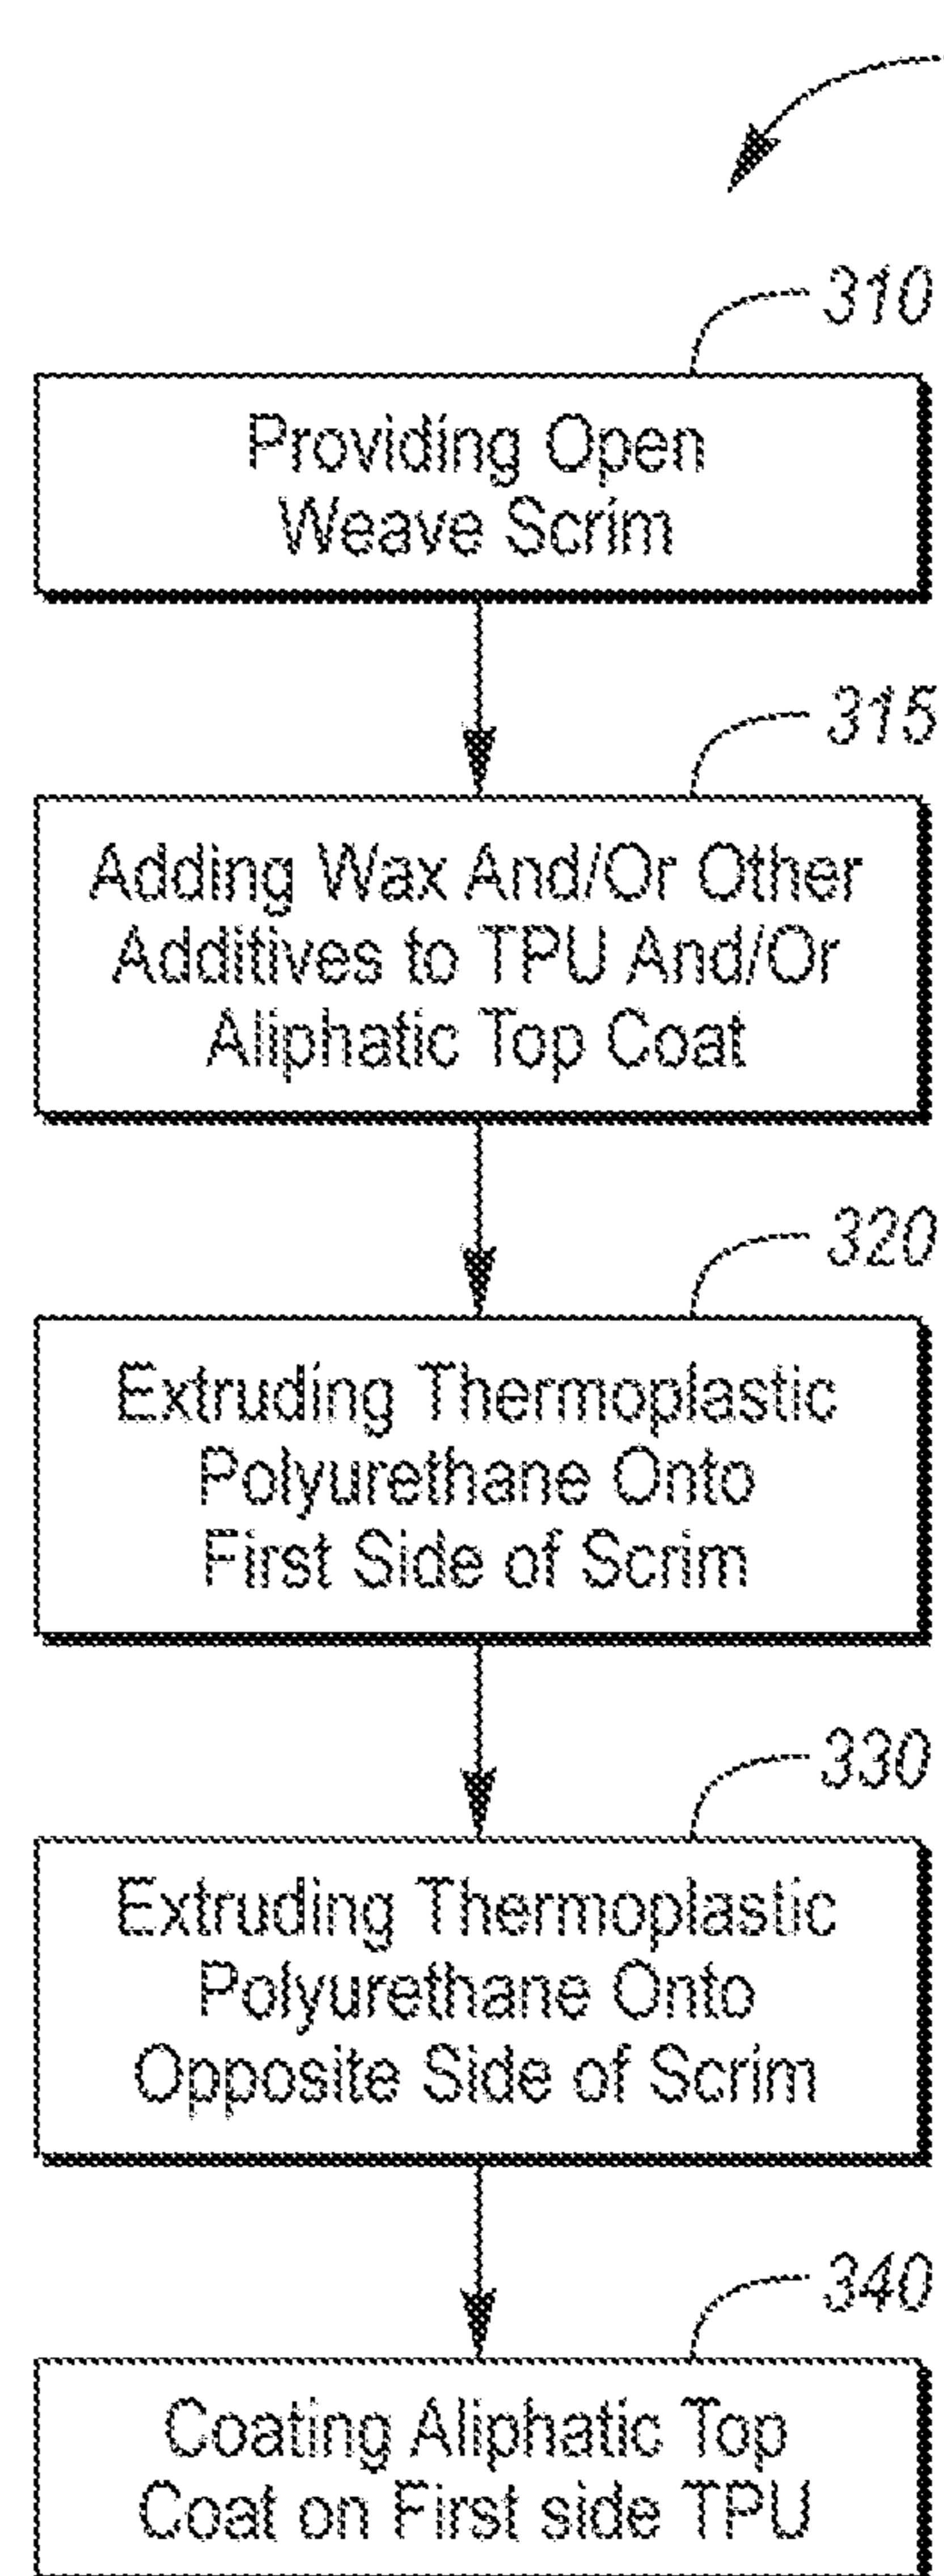 310
Providing Open
Weave Scrim
315
Adding Wax And/Or Other
Additives to TPU And/Or
Aliphatic Top Coat
320
Extruding Thermoplastic
Polyurethane Onto
First Side of Scrim
330
Extruding Thermoplastic
Polyurethane Onto
Opposite Side of Scrim
340
Coating Aliphatic Top
Coat on First side TPU